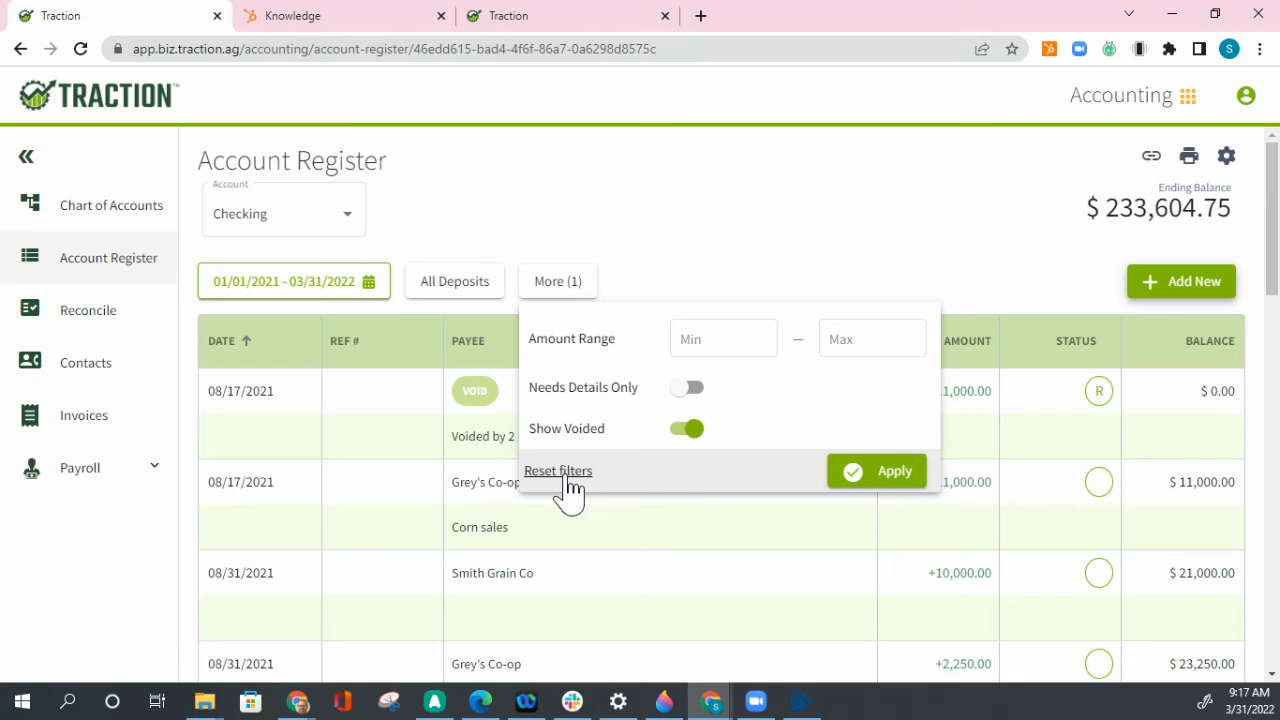 Traction
Knowledge
Traction
app.biz.traction.ag/accounting/account-register/46edd615-bad4-4f6f-86a7-0a6298d8575c
S
TRACTION™
Accounting
Chart of Accounts
Account Register
Reconcile
Contacts
Invoices
Payroll
Account Register
Account
Checking
Ending Balance
$ 233,604.75
01/01/2021 - 03/31/2022
All Deposits
More (1)
Add New
DATE REF # PAYEE AMOUNT STATUS BALANCE
Amount Range Min – Max
Needs Details Only
Show Voided
Reset filters
Apply
08/17/2021 VOID 1,000.00 R $ 0.00
Voided by 2
08/17/2021 Grey's Co-op 1,000.00 $ 11,000.00
Corn sales
08/31/2021 Smith Grain Co +10,000.00 $ 21,000.00
08/31/2021 Grey's Co-op +2,250.00 $ 23,250.00
9:17 AM
3/31/2022